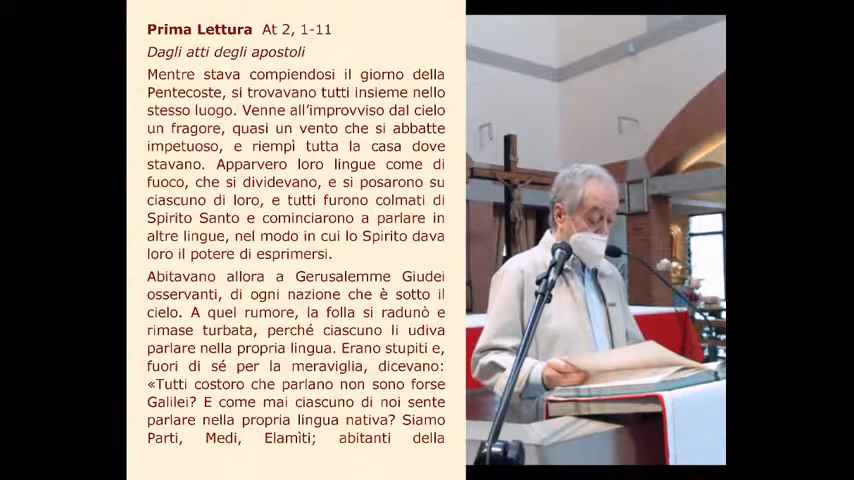 Prima Lettura At 2, 1-11
Dagli atti degli apostoli
Mentre stava compiendosi il giorno della
Pentecoste, si trovavano tutti insieme nello
stesso luogo. Venne all'improvviso dal cielo
un fragore, quasi un vento che si abbatte
impetuoso, e riempì tutta la casa dove
stavano. Apparvero loro lingue come di
fuoco, che si dividevano, e si posarono su
ciascuno di loro, e tutti furono colmati di
Spirito Santo e cominciarono a parlare in
altre lingue, nel modo in cui lo Spirito dava
loro il potere di esprimersi.
Abitavano allora a Gerusalemme Giudei
osservanti, di ogni nazione che è sotto il
cielo. A quel rumore, la folla si radunò e
rimase turbata, perché ciascuno li udiva
parlare nella propria lingua. Erano stupiti e,
fuori di sé per la meraviglia, dicevano:
«Tutti costoro che parlano non sono forse
Galilei? E come mai ciascuno di noi sente
parlare nella propria lingua nativa? Siamo
Parti, Medi, Elamìti; abitanti della